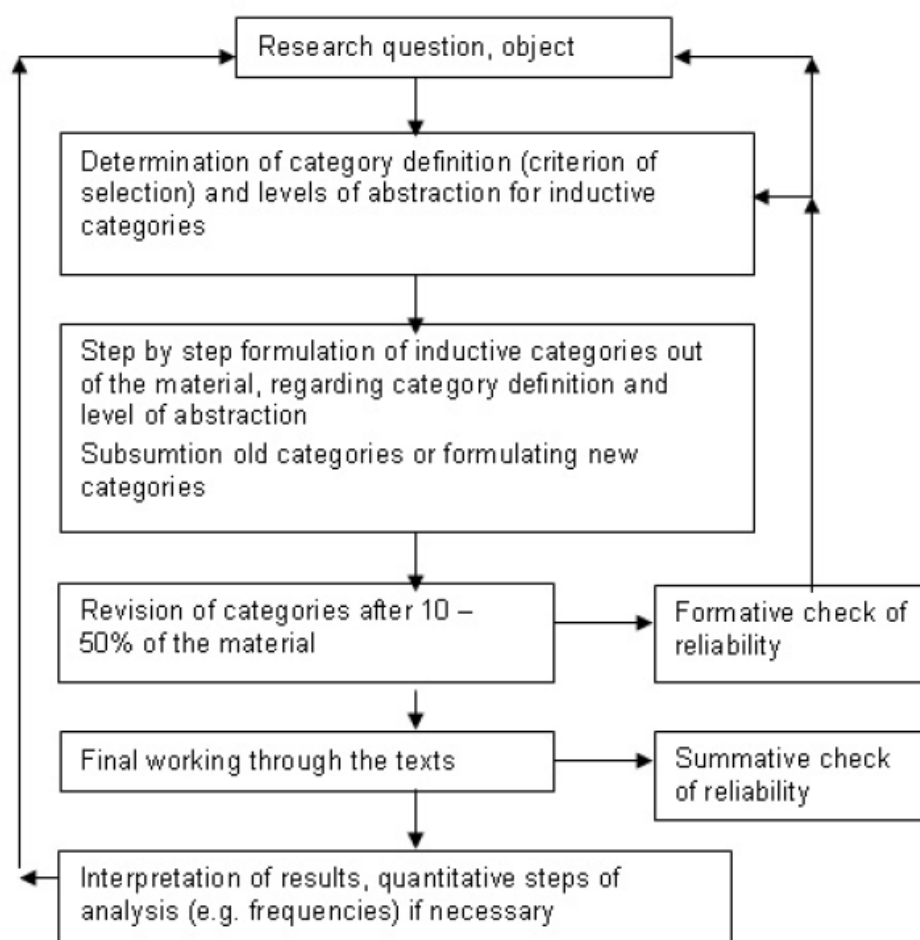 Research question, object
Determination of category definition (criterion of
selection) and levels of abstraction for inductive
categories
Step by step formulation of inductive categories out
of the material, regarding category definition and
level of abstraction
Subsumtion old categories or formulating new
categories
Revision of categories after 10 –
50% of the material
Formative check of
reliability
Final working through the texts
Summative check
of reliability
Interpretation of results, quantitative steps of
analysis (e.g. frequencies) if necessary